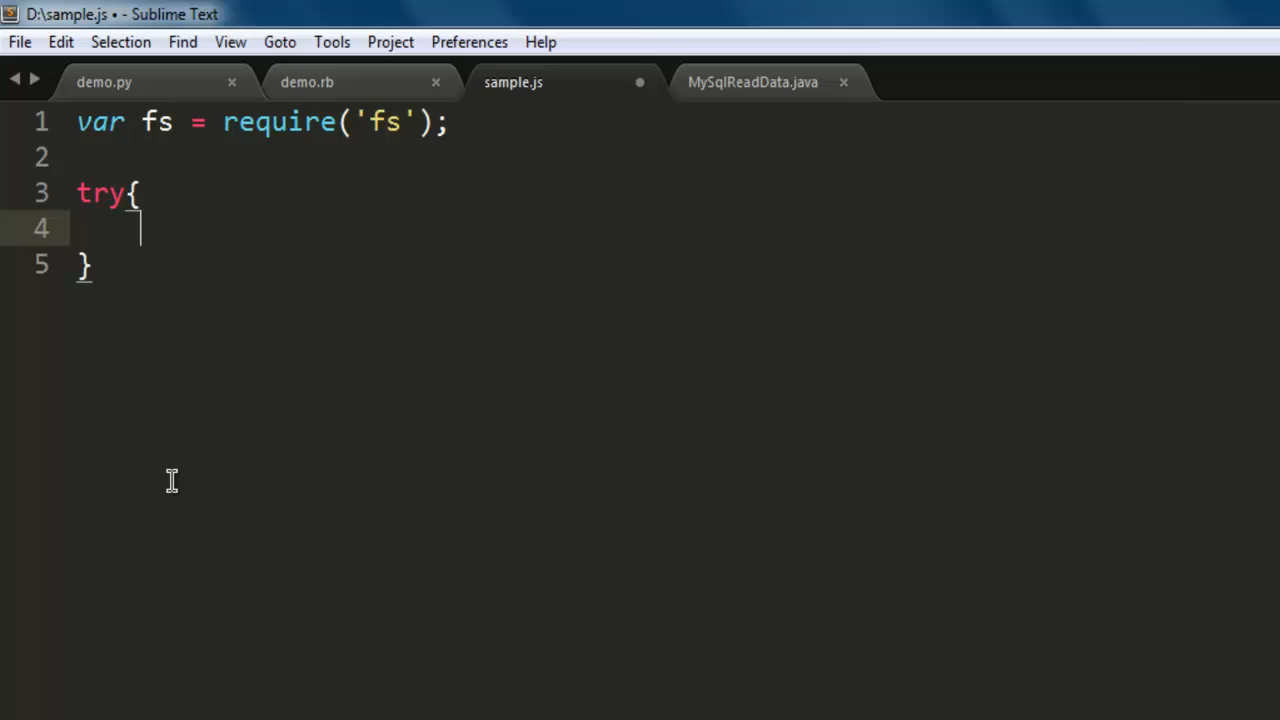 D:\sample.js • - Sublime Text
File Edit Selection Find View Goto Tools Project Preferences Help
demo.py demo.rb sample.js MySqlReadData.java
1 var fs = require('fs');
2
3 try{
4
5 }